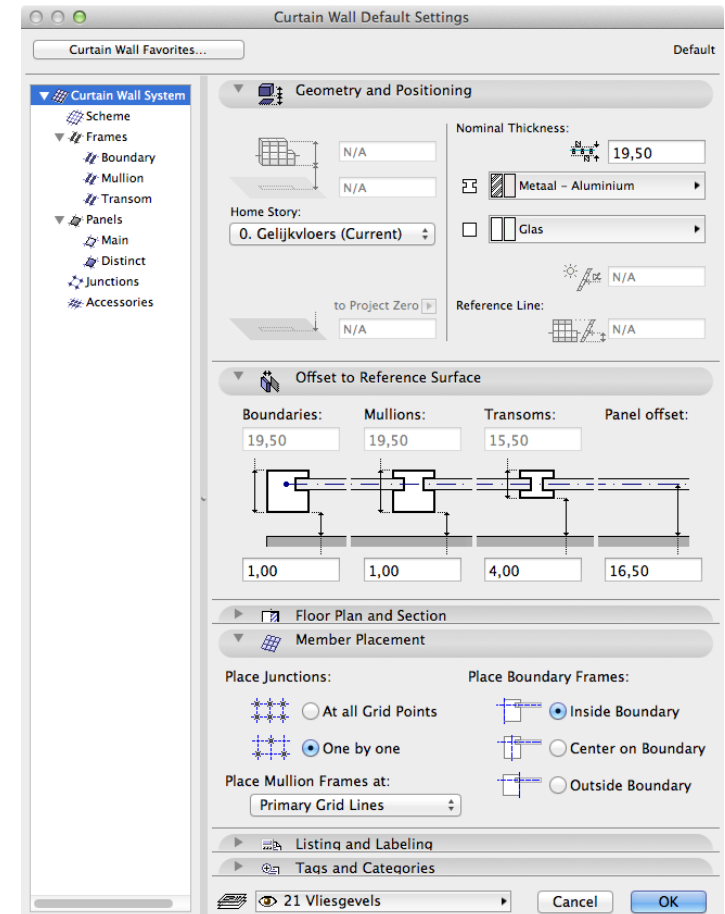 Curtain Wall Default Settings
Curtain Wall Favorites...
Default
Curtain Wall System
Scheme
Frames
Boundary
Mullion
Transom
Panels
Main
Distinct
Junctions
Accessories
Geometry and Positioning
N/A
N/A
Home Story:
0. Gelijkvloers (Current)
to Project Zero
N/A
Nominal Thickness:
19,50
Metaal - Aluminium
Glas
α
N/A
Reference Line:
N/A
Offset to Reference Surface
Boundaries: Mullions: Transoms: Panel offset:
19,50 19,50 15,50
1,00 1,00 4,00 16,50
Floor Plan and Section
Member Placement
Place Junctions:
At all Grid Points
One by one
Place Mullion Frames at:
Primary Grid Lines
Place Boundary Frames:
Inside Boundary
Center on Boundary
Outside Boundary
Listing and Labeling
Tags and Categories
21 Vliesgevels
Cancel
OK